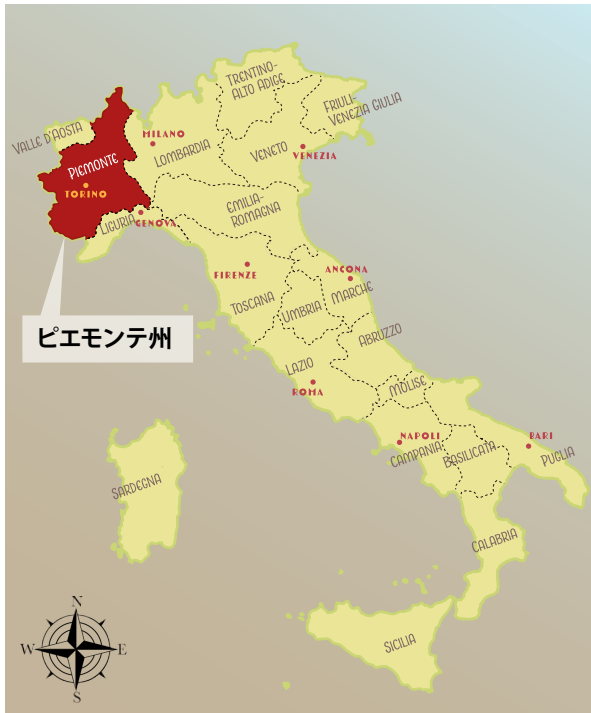 TRENTINO-
ALTO ADIGE
FRIULI-
VENEZIA GIULIA
VALLE D'AOSTA
MILANO
LOMBARDIA
VENETO
VENEZIA
PIEMONTE
TORINO
EMILIA-
ROMAGNA
LIGURIA
GENOVA
FIRENZE
ANCONA
TOSCANA
UMBRIA
MARCHE
ピエモンテ州
ABRUZZO
LAZIO
ROMA
MOLISE
NAPOLI
CAMPANIA
BASILICATA
BARI
PUGLIA
SARDEGNA
CALABRIA
SICILIA
N
W
E
S